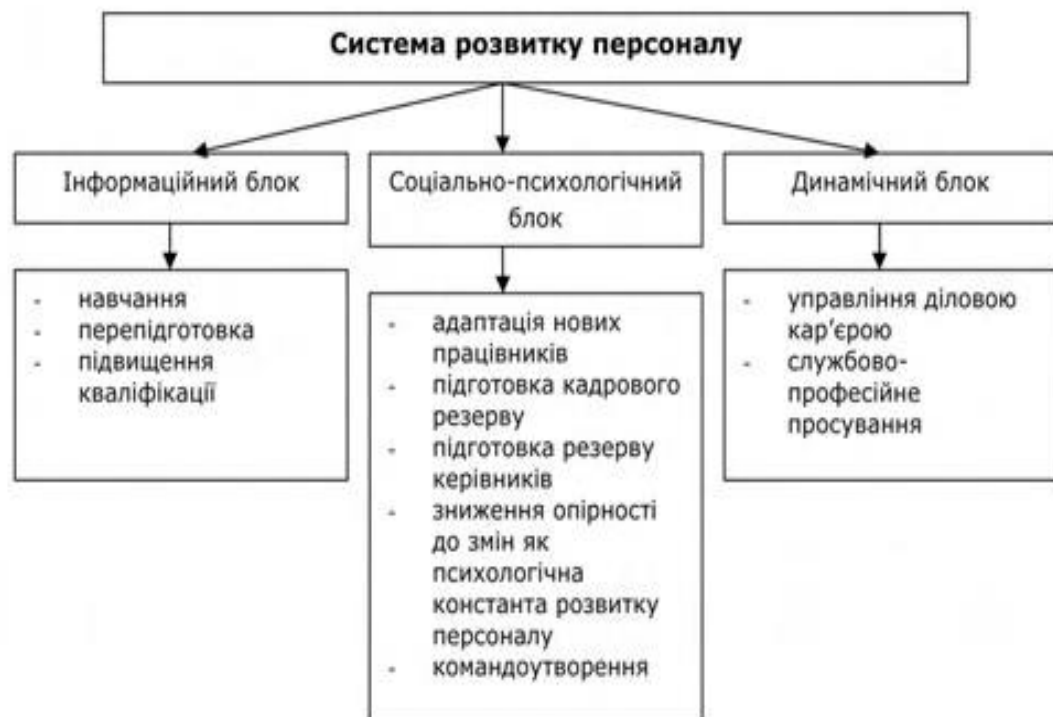 Система розвитку персоналу
Інформаційний блок
- навчання
- перепідготовка
- підвищення
кваліфікації
Соціально-психологічний
блок
- адаптація нових
працівників
- підготовка кадрового
резерву
- підготовка резерву
керівників
- зниження опірності
до змін як
психологічна
константа розвитку
персоналу
- командоутворення
Динамічний блок
- управління діловою
кар’єрою
- службово-
професійне
просування